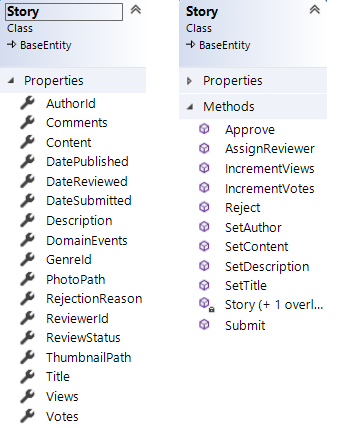 Story
Class
BaseEntity
Properties
AuthorId
Comments
Content
DatePublished
DateReviewed
DateSubmitted
Description
DomainEvents
GenreId
PhotoPath
RejectionReason
ReviewerId
ReviewStatus
ThumbnailPath
Title
Views
Votes
Story
Class
BaseEntity
Properties
Methods
Approve
AssignReviewer
IncrementViews
IncrementVotes
Reject
SetAuthor
SetContent
SetDescription
SetTitle
Story (+ 1 overl...
Submit